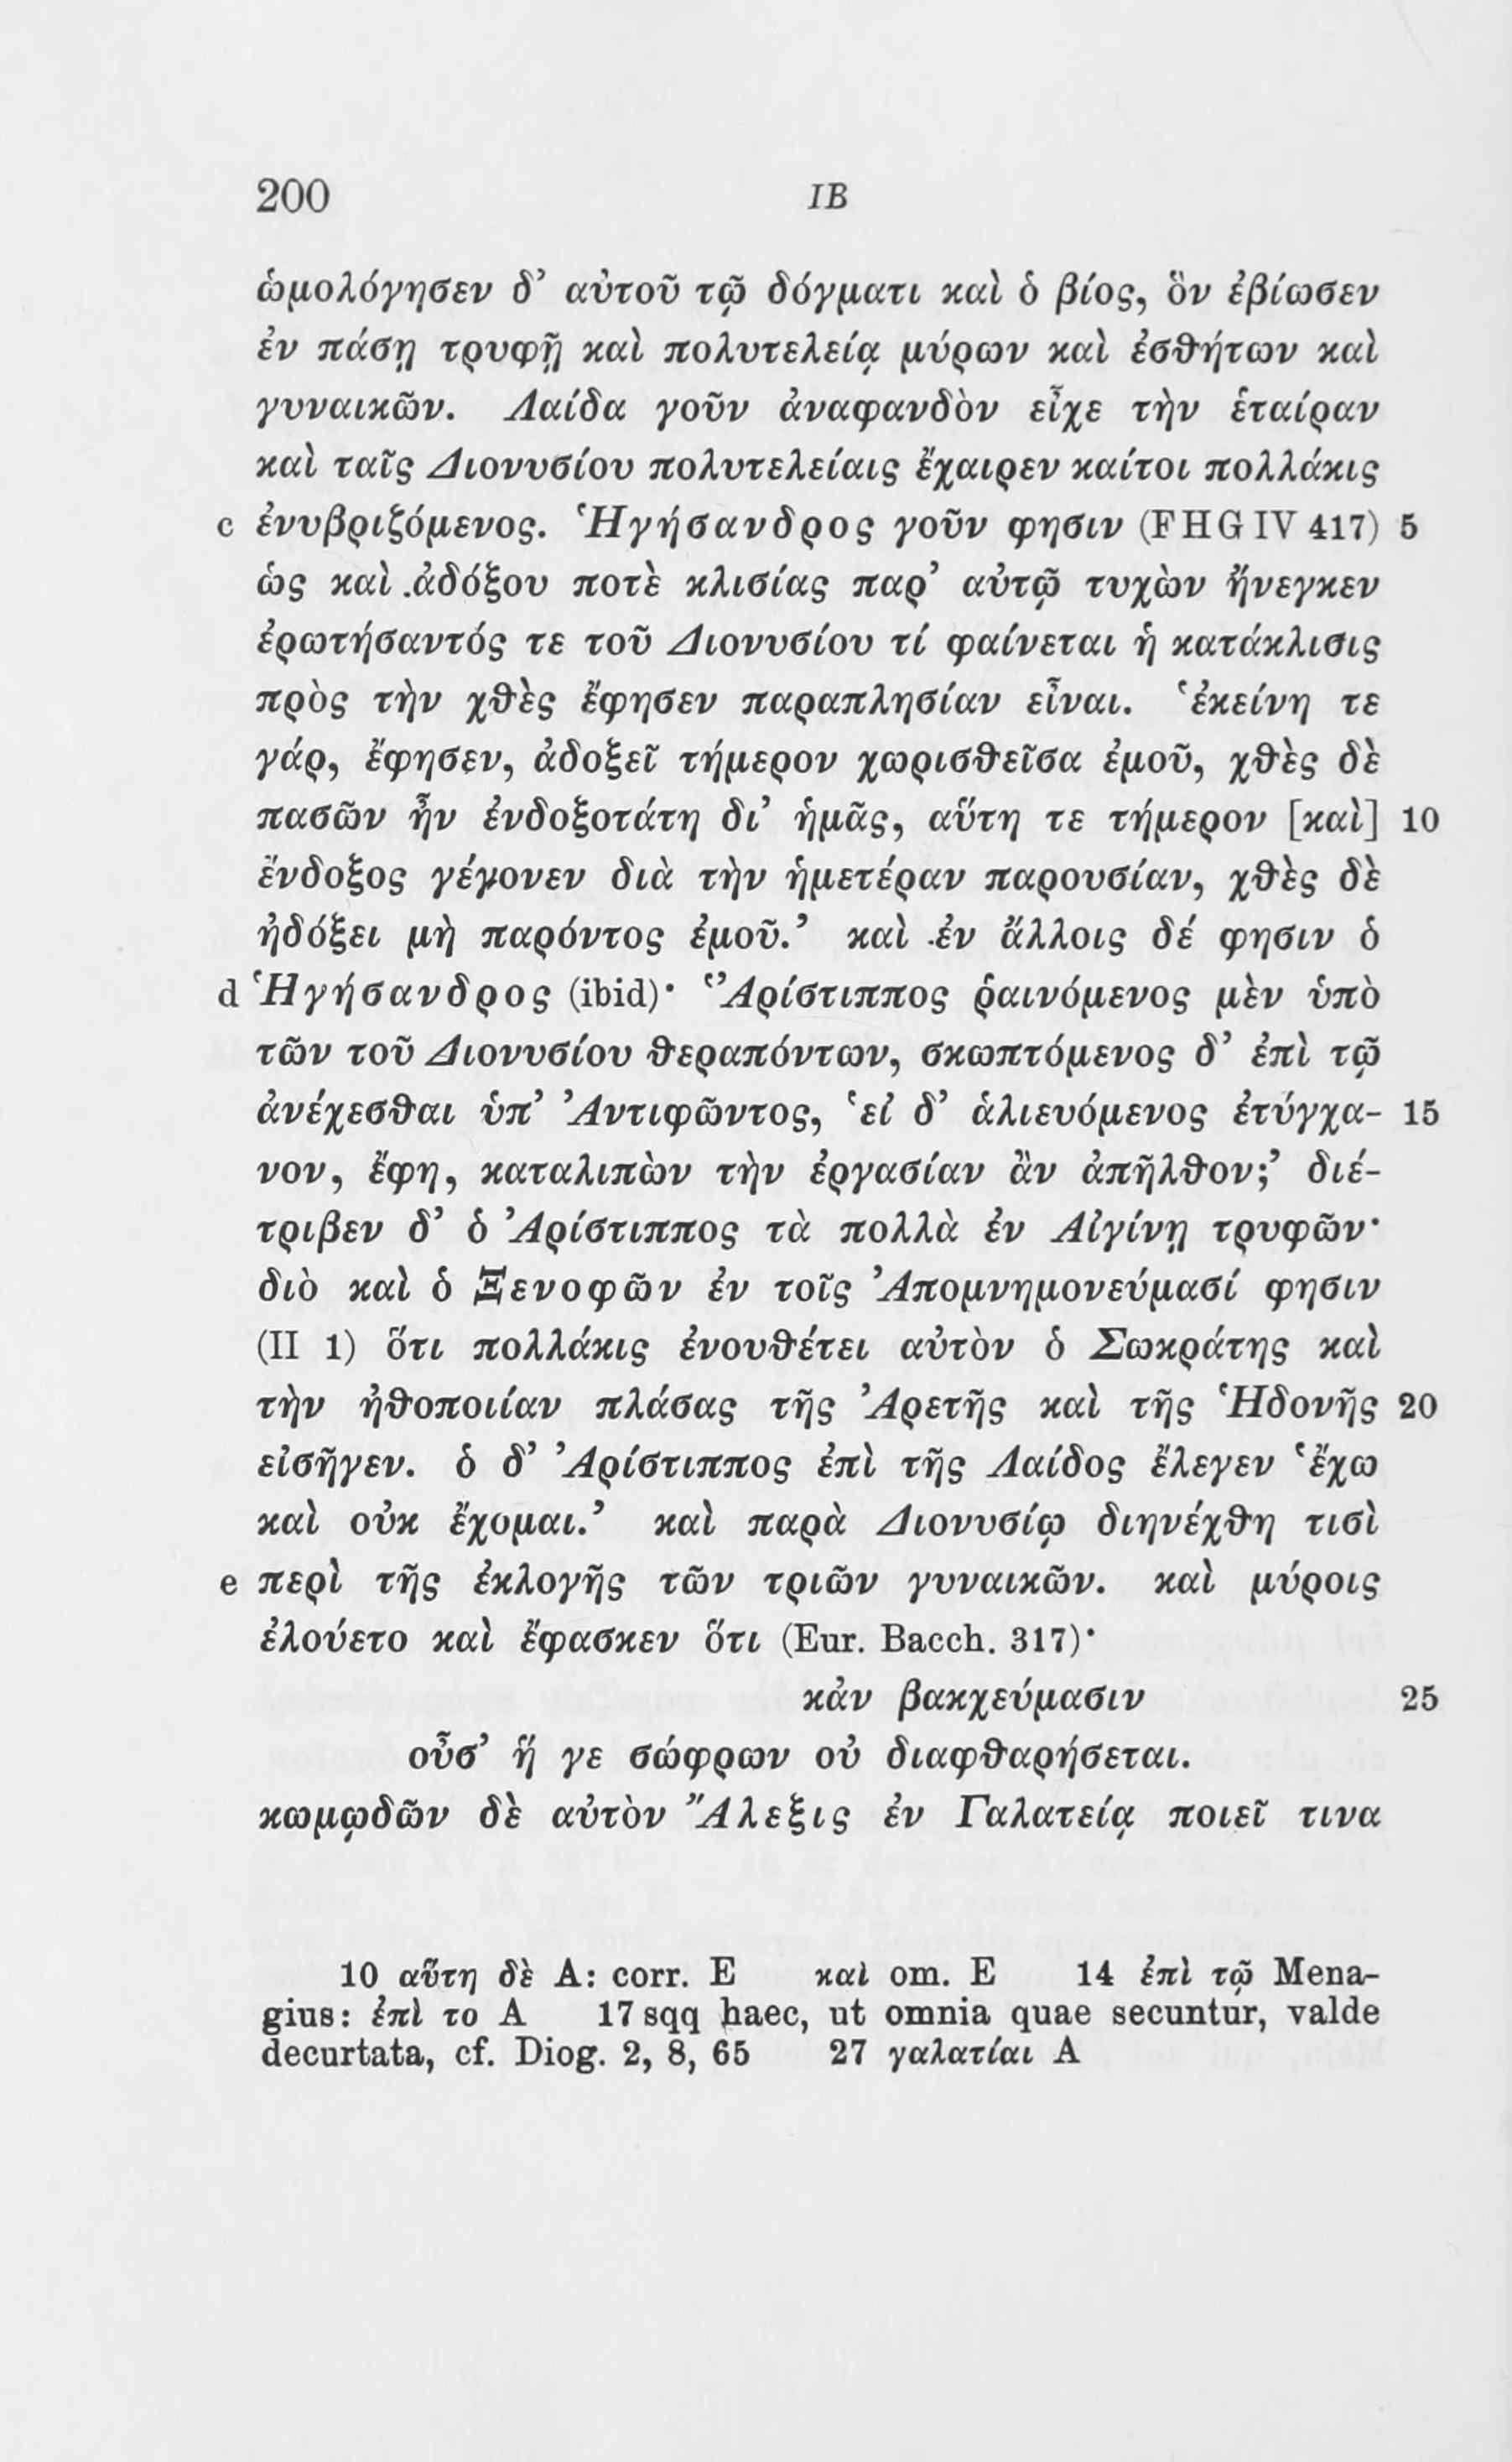 200 IB
ὡμολόγησεν δ’ αὐτοῦ τῷ δόγματι καὶ ὁ βίος, ὃν ἐβίωσεν
ἐν πάσῃ τρυφῇ καὶ πολυτελείᾳ μύρων καὶ ἐσθήτων καὶ
γυναικῶν. Λαίδα γοῦν ἀναφανδὸν εἶχε τὴν ἑταίραν
καὶ ταῖς Διονυσίου πολυτελείαις ἔχαιρεν καίτοι πολλάκις
c ἐνυβριζόμενος. Ἡγήσανδρος γοῦν φησιν (FHG IV 417) 5
ὡς καὶ ἀδόξου ποτὲ κλισίας παρ’ αὐτῷ τυχὼν ἤνεγκεν
ἐρωτήσαντός τε τοῦ Διονυσίου τί φαίνεται ἡ κατάκλισις
πρὸς τὴν χθὲς ἔφησεν παραπλησίαν εἶναι. ‘ἐκείνη τε
γάρ, ἔφησεν, ἀδοξεῖ τήμερον χωρισθεῖσα ἐμοῦ, χθὲς δὲ
πασῶν ἦν ἐνδοξοτάτη δι’ ἡμᾶς, αὕτη τε τήμερον [καὶ] 10
ἔνδοξος γέγονεν διὰ τὴν ἡμετέραν παρουσίαν, χθὲς δὲ
ἠδόξει μὴ παρόντος ἐμοῦ.’ καὶ ἐν ἄλλοις δέ φησιν ὁ
d Ἡγήσανδρος (ibid)· ‘Ἀρίστιππος ῥαινόμενος μὲν ὑπὸ
τῶν τοῦ Διονυσίου θεραπόντων, σκωπτόμενος δ’ ἐπὶ τῷ
ἀνέχεσθαι ὑπ’ Ἀντιφῶντος, ‘εἰ δ’ ἁλιευόμενος ἐτύγχα-15
νον, ἔφη, καταλιπὼν τὴν ἐργασίαν ἂν ἀπῆλθον;’ διέ-
τριβεν δ’ ὁ Ἀρίστιππος τὰ πολλὰ ἐν Αἰγίνῃ τρυφῶν·
διὸ καὶ ὁ Ξενοφῶν ἐν τοῖς Ἀπομνημονεύμασί φησιν
(II 1) ὅτι πολλάκις ἐνουθέτει αὐτὸν ὁ Σωκράτης καὶ
τὴν ἠθοποιίαν πλάσας τῆς Ἀρετῆς καὶ τῆς Ἡδονῆς 20
εἰσῆγεν. ὁ δ’ Ἀρίστιππος ἐπὶ τῆς Λαίδος ἔλεγεν ‘ἔχω
καὶ οὐκ ἔχομαι.’ καὶ παρὰ Διονυσίῳ διηνέχθη τισὶ
e περὶ τῆς ἐκλογῆς τῶν τριῶν γυναικῶν. καὶ μύροις
ἐλούετο καὶ ἔφασκεν ὅτι (Eur. Bacch. 317)·
κἀν βακχεύμασιν 25
οὖσ’ ἥ γε σώφρων οὐ διαφθαρήσεται.
κωμῳδῶν δὲ αὐτὸν Ἄλεξις ἐν Γαλατείᾳ ποιεῖ τινα
10 αὕτη δὲ A: corr. E καὶ om. E 14 ἐπὶ τῷ Mena-
gius: ἐπὶ το A 17 sqq haec, ut omnia quae secuntur, valde
decurtata, cf. Diog. 2, 8, 65 27 γαλατίαι A